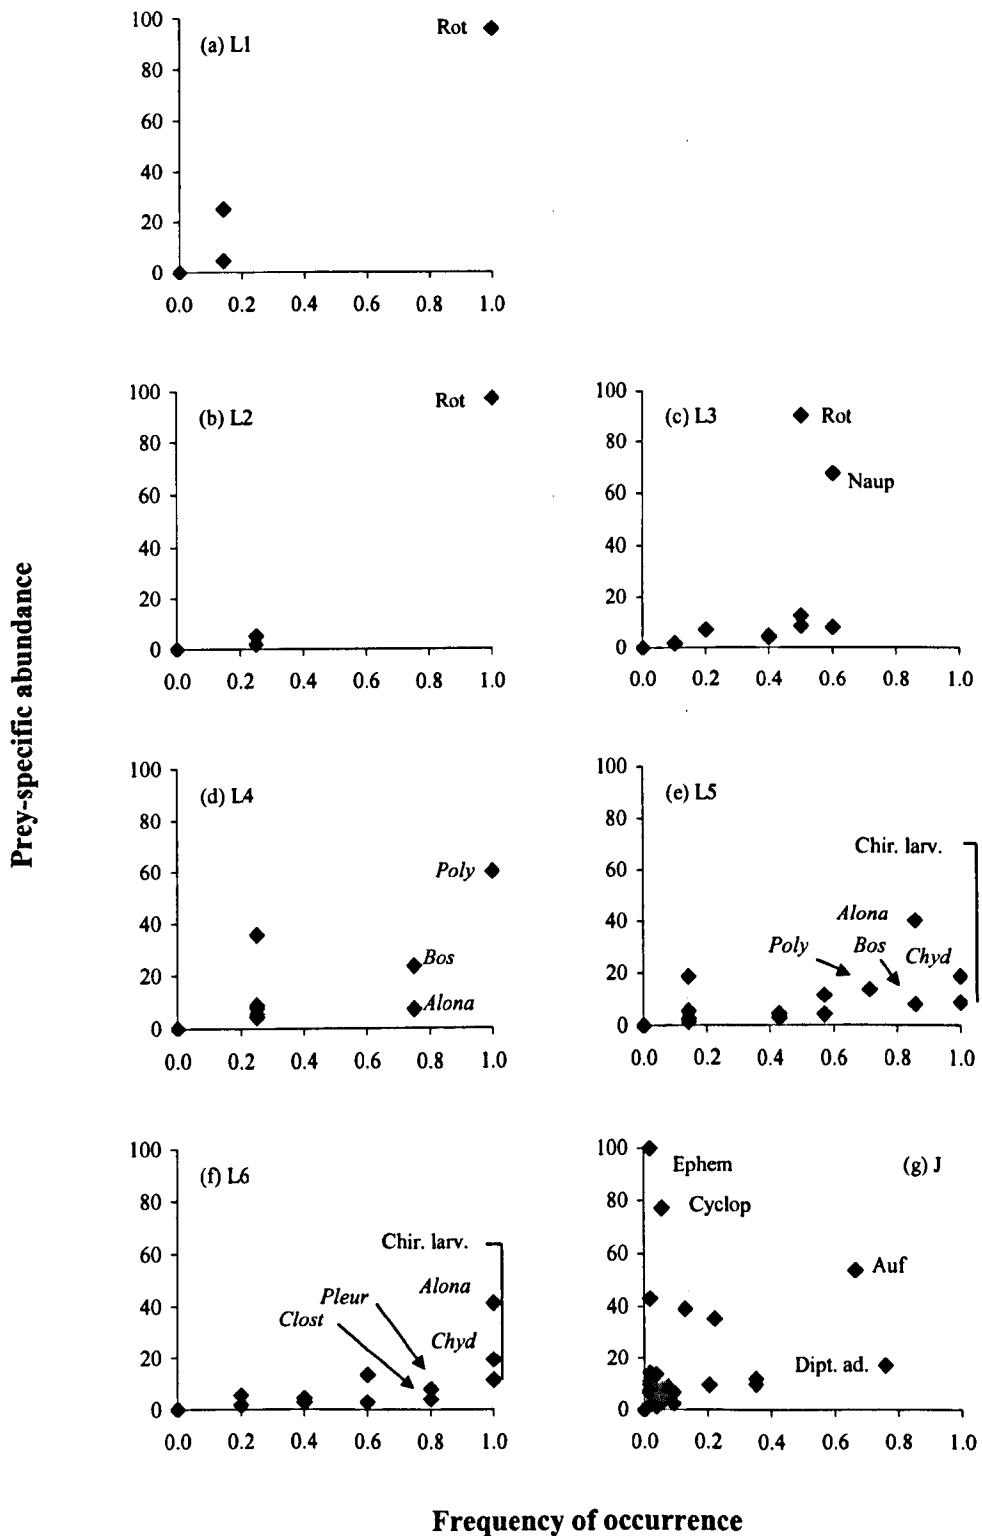 Prey-specific abundance
100
80
60
40
20
0
(a) L1
Rot
0.0 0.2 0.4 0.6 0.8 1.0
100
80
60
40
20
0
(b) L2
Rot
0.0 0.2 0.4 0.6 0.8 1.0
100
80
60
40
20
0
(c) L3
Rot
Naup
0.0 0.2 0.4 0.6 0.8 1.0
100
80
60
40
20
0
(d) L4
Poly
Bos
Alona
0.0 0.2 0.4 0.6 0.8 1.0
100
80
60
40
20
0
(e) L5
Chir. larv.
Alona
Poly Bos Chyd
0.0 0.2 0.4 0.6 0.8 1.0
100
80
60
40
20
0
(f) L6
Chir. larv.
Alona
Pleur
Clost
Chyd
0.0 0.2 0.4 0.6 0.8 1.0
100
80
60
40
20
0
Ephem (g) J
Cyclop
Auf
Dipt. ad.
0.0 0.2 0.4 0.6 0.8 1.0
Frequency of occurrence